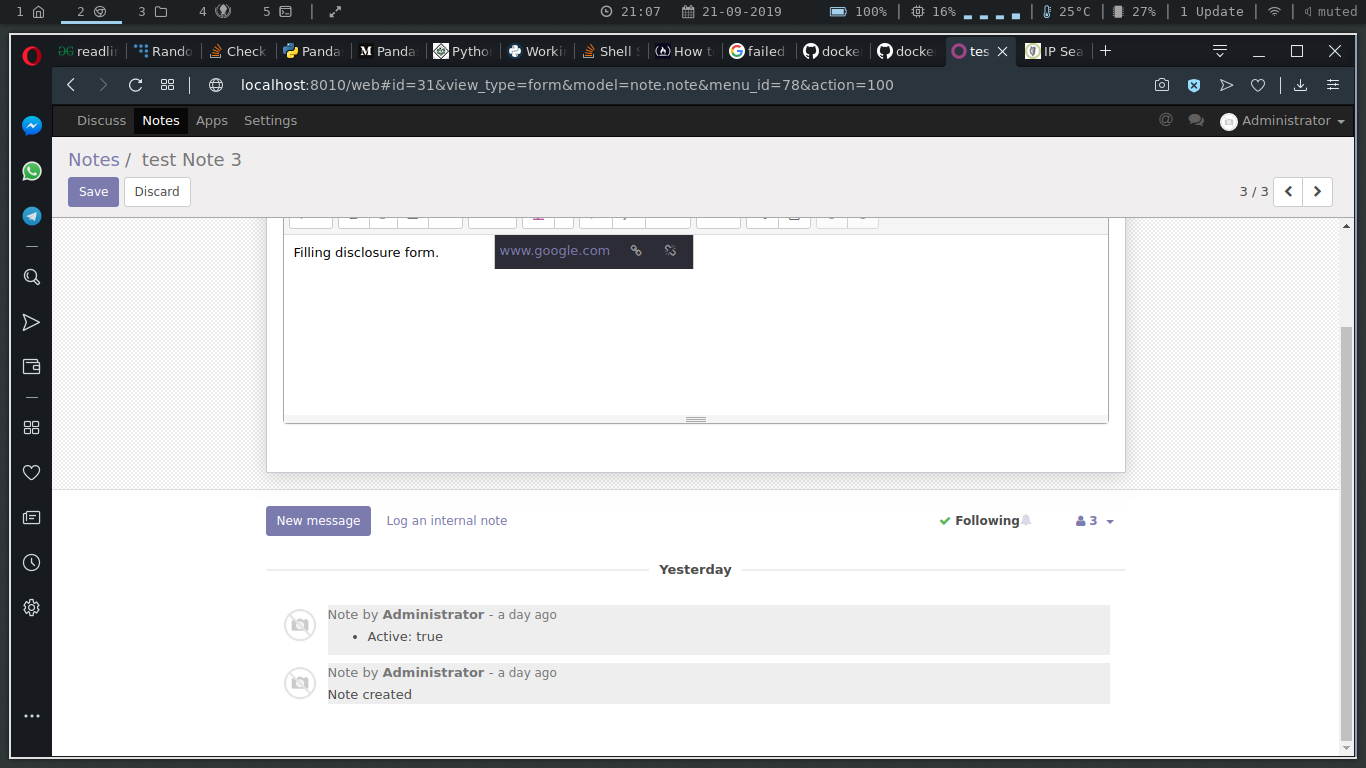 1 2 3 4 5 21:07 21-09-2019 100% 16% 25°C 27% 1 Update muted
readli Rando Check Panda Panda Pytho Worki Shell S How t failed docke docke tes IP Sea
localhost:8010/web#id=31&view_type=form&model=note.note&menu_id=78&action=100
Discuss Notes Apps Settings @ Administrator
Notes / test Note 3
Save Discard 3 / 3
Filling disclosure form. www.google.com
New message Log an internal note Following 3
Yesterday
Note by Administrator - a day ago
• Active: true
Note by Administrator - a day ago
Note created